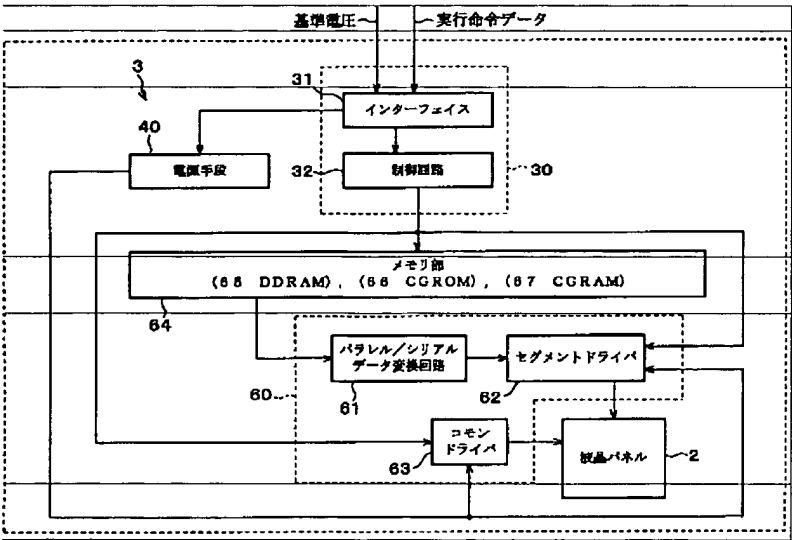 基準電圧 実行命令データ
3
31
インターフェイス
40
電源手段
32
制御回路
30
メモリ部
(65 DDRAM), (66 CGROM), (67 CGRAM)
64
パラレル/シリアル
データ変換回路
セグメントドライバ
60
61
62
コモン
ドライバ
63
液晶パネル
2